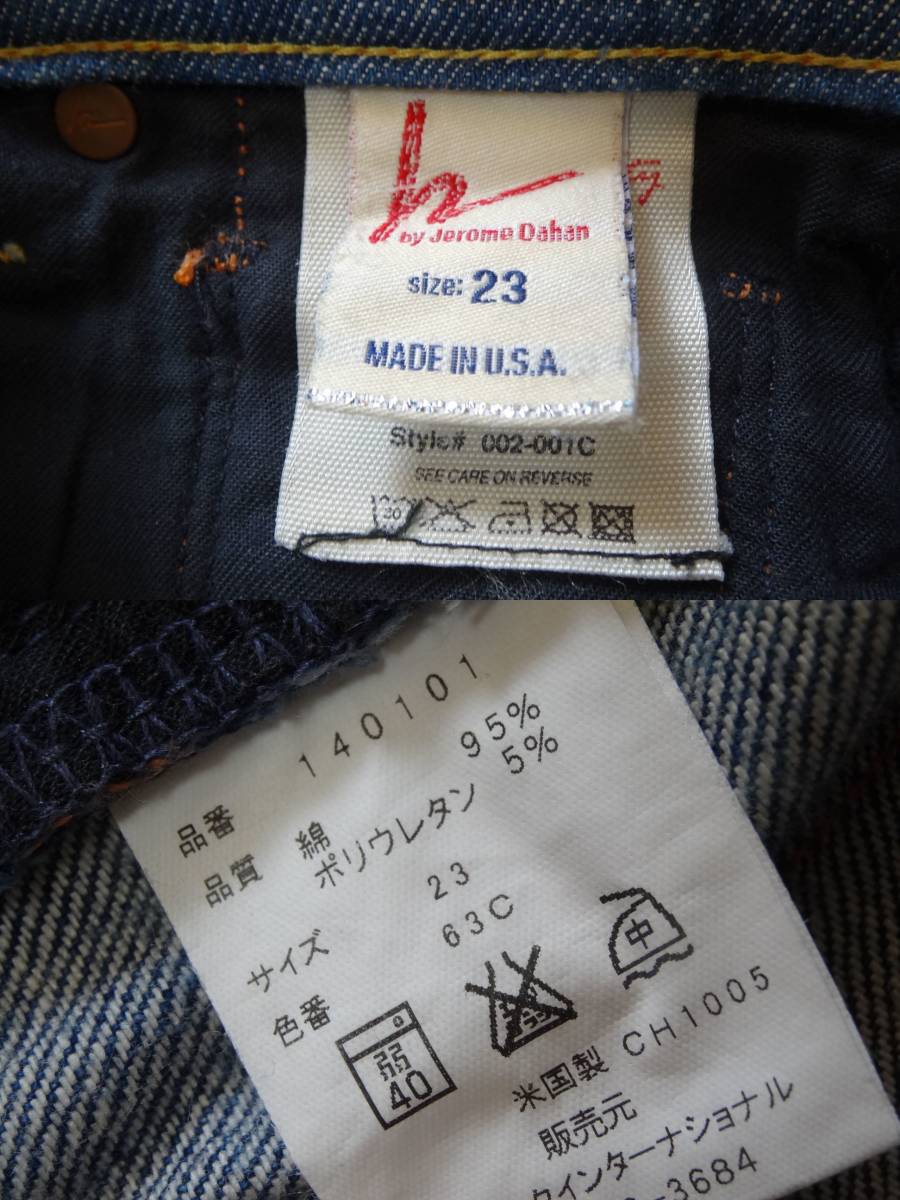 h
by Jerome Dahan
size: 23
MADE IN U.S.A.
Style# 002-001C
SEE CARE ON REVERSE
30
品番 140101
品質 綿 95%
ポリウレタン 5%
サイズ 23
色番 63C
中
弱
40
米国製 CH1005
販売元
インターナショナル
-3684